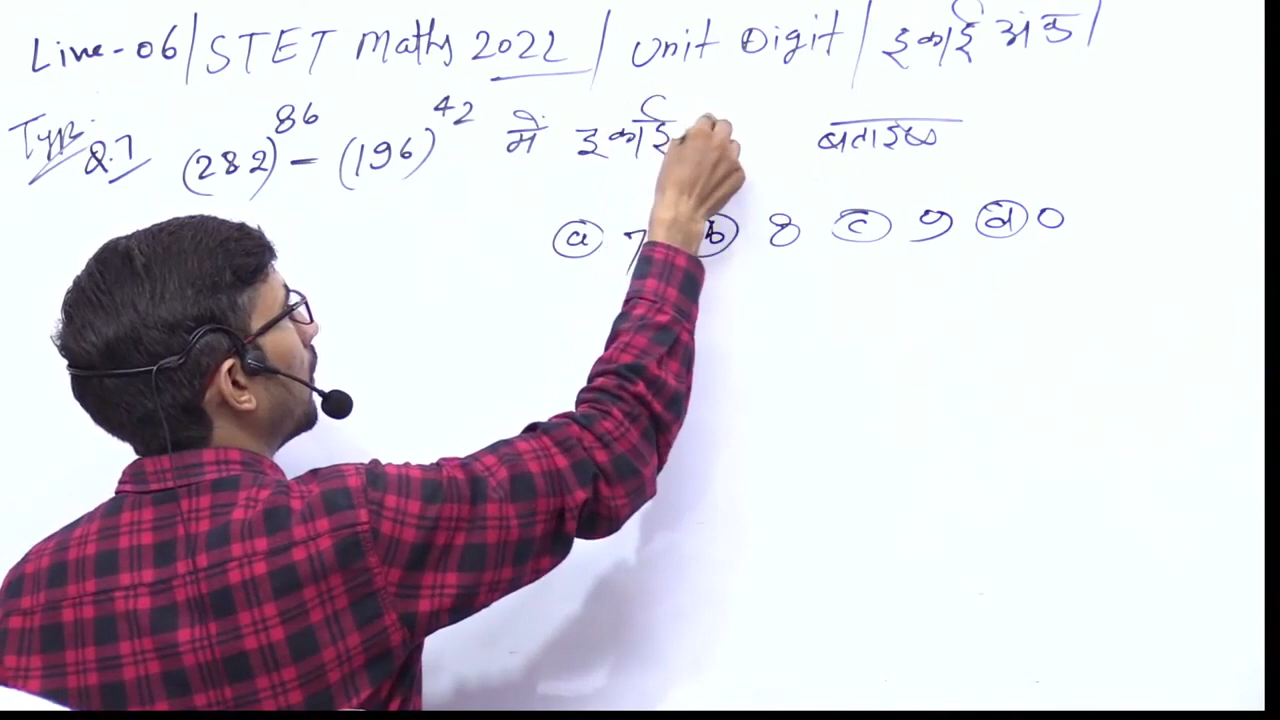 Live-06/STET Maths 2022/Unit Digit/इकाई अंक/
Type. Q.7 (282)^86 - (196)^42 में इकाई बताइए
(a) 7 (b) 8 (c) 9 (d) 0